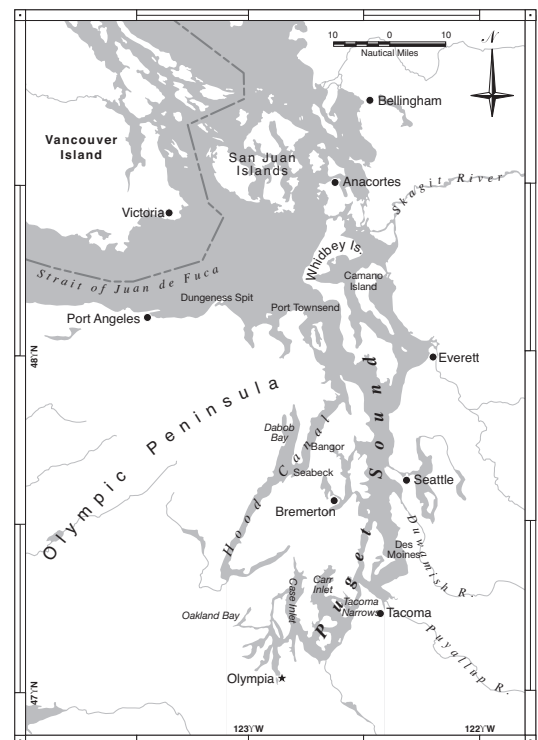 N
10 0 10
Nautical Miles
Bellingham
Vancouver
Island
San Juan
Islands
Anacortes
Skagit River
Victoria
Whidbey Is.
Camano
Island
Strait of Juan de Fuca
Dungeness Spit
Port Townsend
Port Angeles
48°N
Everett
Olympic Peninsula
Dabob
Bay
Bangor
Hood Canal
Seabeck
Seattle
Bremerton
Puget Sound
Des
Moines
Duwamish R.
Carr
Inlet
Case Inlet
Tacoma
Narrows
Tacoma
Oakland Bay
Puyallup R.
Olympia
47°N
123°W
122°W